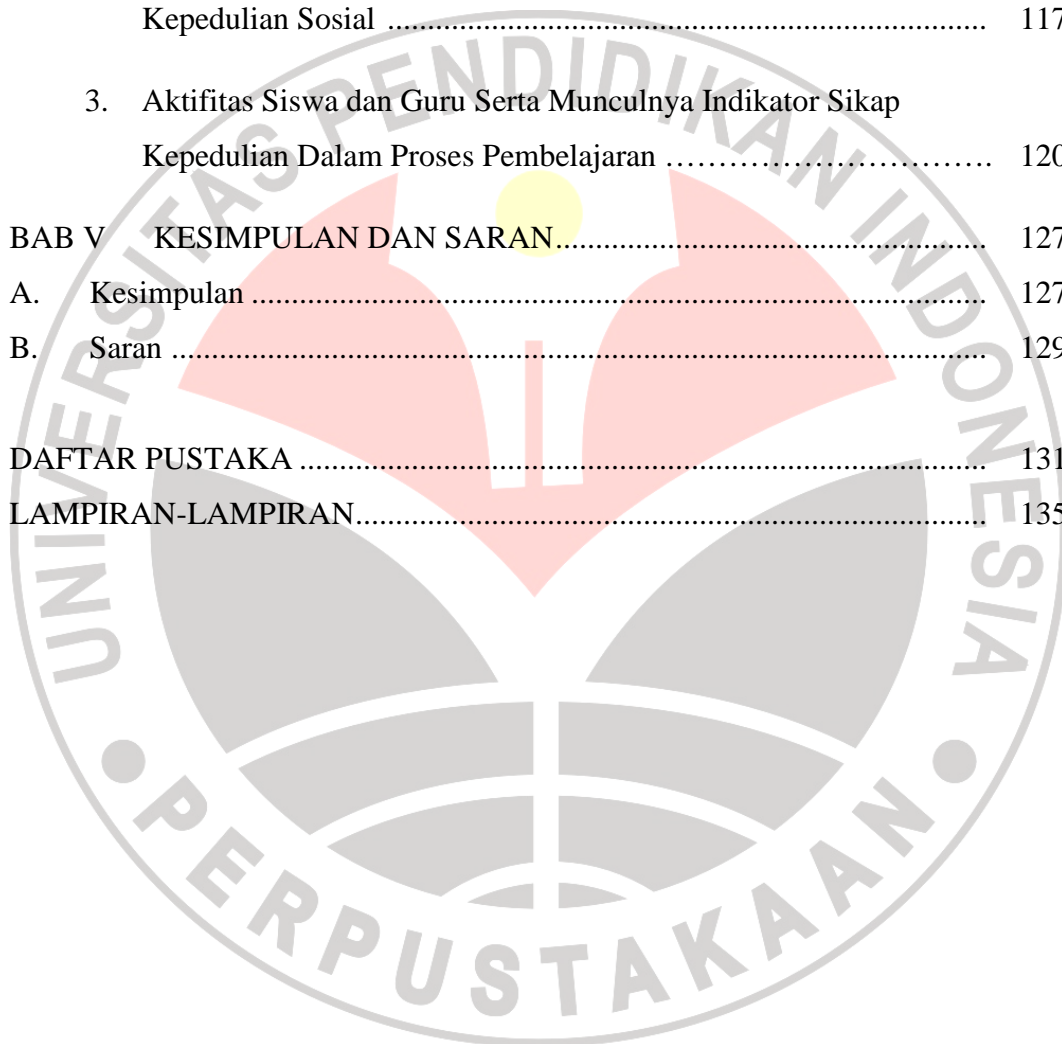 Kepedulian Sosial ................................................................................ 117
3. Aktifitas Siswa dan Guru Serta Munculnya Indikator Sikap
Kepedulian Dalam Proses Pembelajaran ……………………………. 120
BAB V KESIMPULAN DAN SARAN......................................................... 127
A. Kesimpulan .................................................................................................. 127
B. Saran ............................................................................................................. 129
DAFTAR PUSTAKA ............................................................................................ 131
LAMPIRAN-LAMPIRAN.................................................................................... 135
UNIVERSITAS PENDIDIKAN INDONESIA
PERPUSTAKAAN